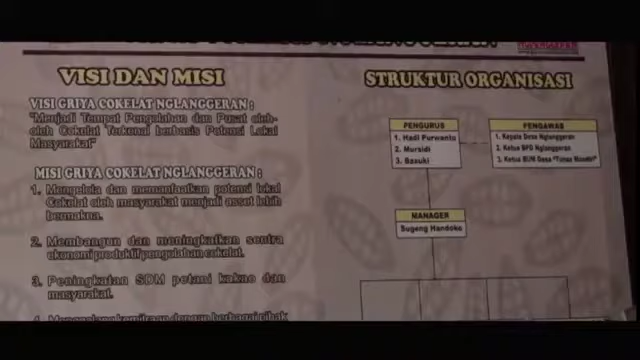 VISI DAN MISI
VISI GRIYA COKELAT NGLANGGERAN :
"Menjadi Tempat Pengolahan dan Pusat oleh-
oleh Cokelat Terkenal berbasis Potensi Lokal
Masyarakat"
MISI GRIYA COKELAT NGLANGGERAN :
1. Mengelola dan memanfaatkan potensi lokal
Cokelat oleh masyarakat menjadi asset lebih
bermakna.
2. Membangun dan meningkatkan sentra
ekonomi produktif pengolahan cokelat.
3. Peningkatan SDM petani kakao dan
masyarakat.
STRUKTUR ORGANISASI
PENGURUS
1. Hadi Purwanto
2. Mursidi
3. Basuki
PENGAWAS
1. Kepala Desa Nglanggeran
2. Ketua BPD Nglanggeran
3. Ketua BUM Desa
MANAGER
Sugeng Handoko